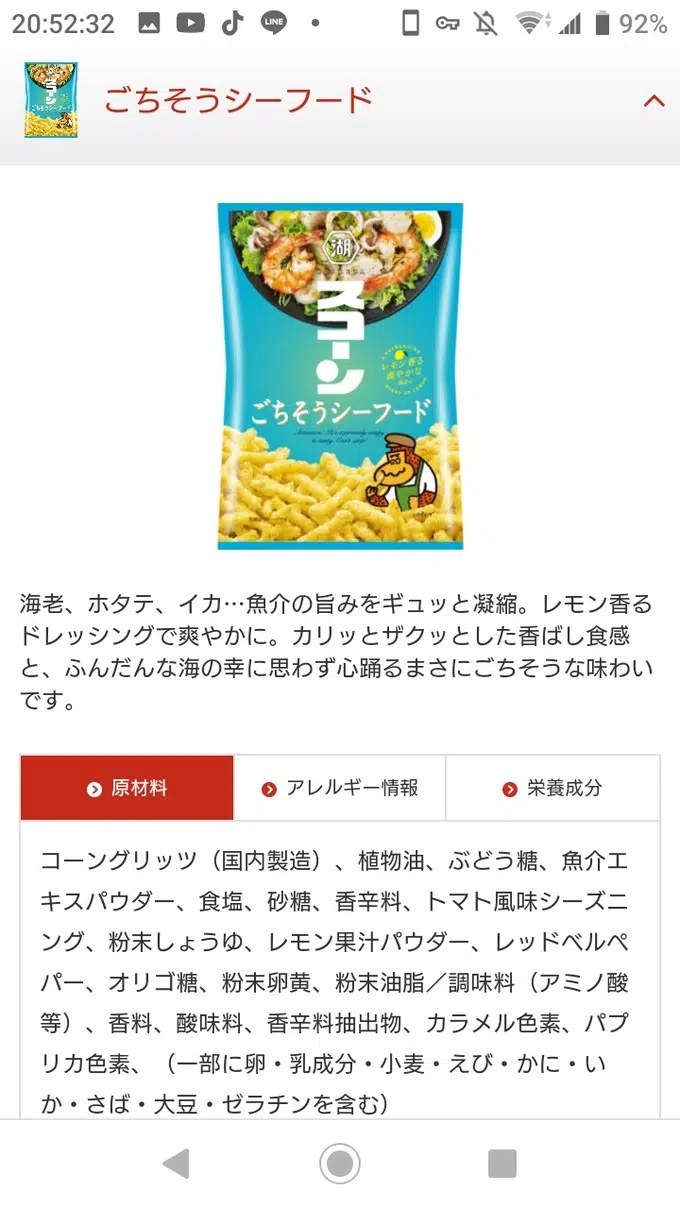 20:52:32
LINE
92%
ごちそうシーフード
湖
スコーン
レモン香る
爽やかな
ごちそうシーフード
海老、ホタテ、イカ…魚介の旨みをギュッと凝縮。レモン香る
ドレッシングで爽やかに。カリッとザクッとした香ばし食感
と、ふんだんな海の幸に思わず心踊るまさにごちそうな味わい
です。
原材料
アレルギー情報
栄養成分
コーングリッツ（国内製造）、植物油、ぶどう糖、魚介エ
キスパウダー、食塩、砂糖、香辛料、トマト風味シーズニ
ング、粉末しょうゆ、レモン果汁パウダー、レッドベルペ
パー、オリゴ糖、粉末卵黄、粉末油脂／調味料（アミノ酸
等）、香料、酸味料、香辛料抽出物、カラメル色素、パプ
リカ色素、（一部に卵・乳成分・小麦・えび・かに・い
か・さば・大豆・ゼラチンを含む）